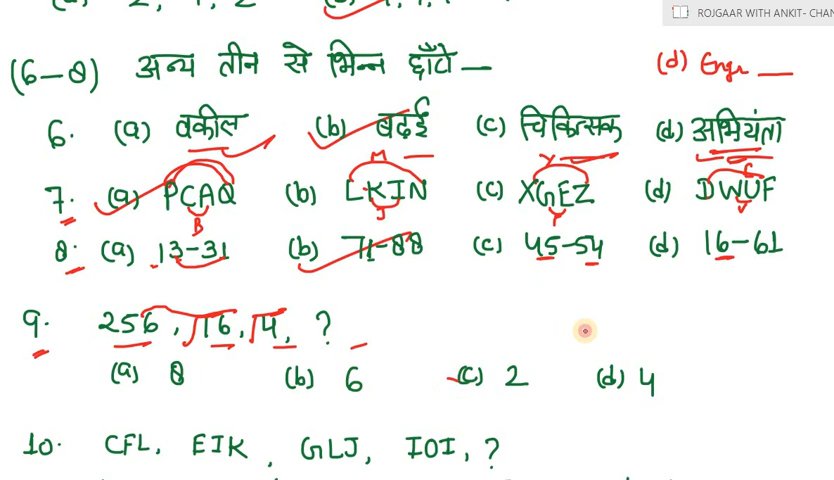 ROJGAAR WITH ANKIT- CHAN
(6-8) अन्य तीन से भिन्न छाँटो— (d) Engr __
6. (a) वकील (b) बढ़ई (c) चिकित्सक (d) अभियंता
M Y E
7. (a) PCAQ (b) LKIN (c) XGEZ (d) DWUF
B J F V
8. (a) 13-31 (b) 71-88 (c) 45-54 (d) 16-61
9. 256, √16, √4, ?
(a) 8 (b) 6 (c) 2 (d) 4
10. CFL, EIK, GLJ, IOI, ?